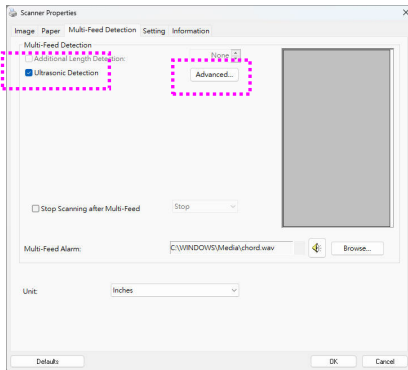 Scanner Properties
Image Paper Multi-Feed Detection Setting Information
Multi-Feed Detection
Additional Length Detection: None
Ultrasonic Detection Advanced...
Stop Scanning after Multi-Feed Stop
Multi-Feed Alarm: C:\WINDOWS\Media\chord.wav Browse...
Unit: Inches
Defaults OK Cancel